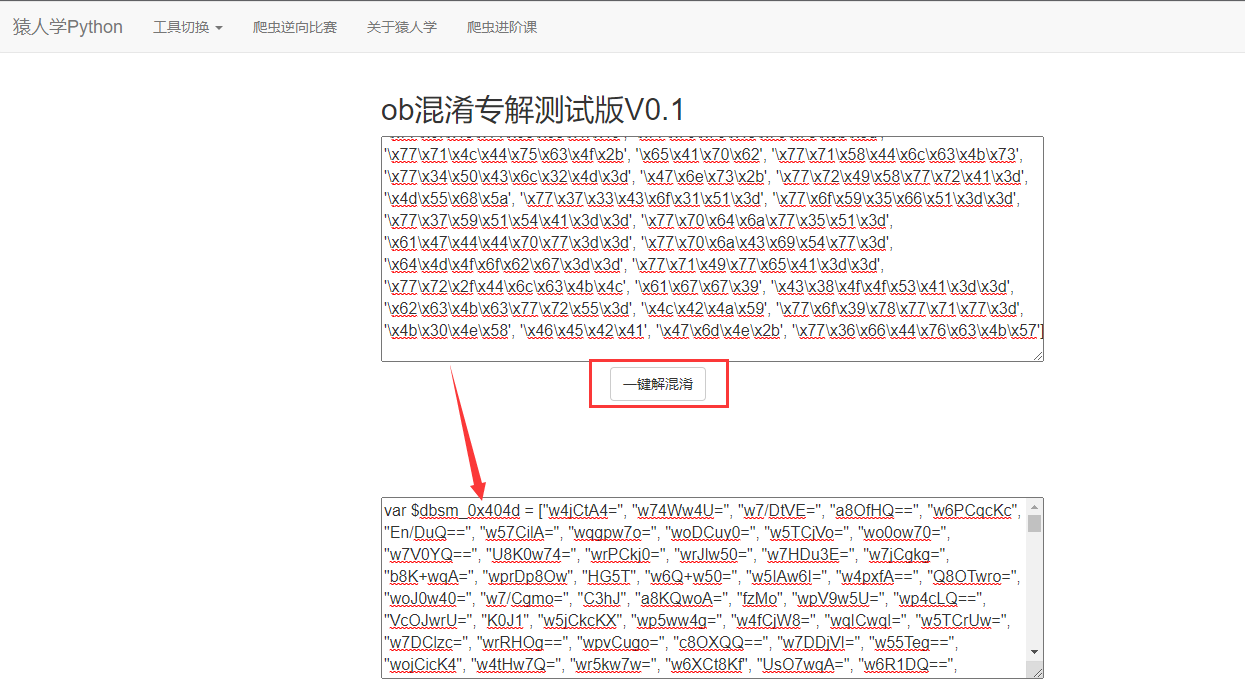 猿人学Python 工具切换 爬虫逆向比赛 关于猿人学 爬虫进阶课
ob混淆专解测试版V0.1
'\x77\x71\x4c\x44\x75\x63\x4f\x2b', '\x65\x41\x70\x62', '\x77\x71\x58\x44\x6c\x63\x4b\x73',
'\x77\x34\x50\x43\x6c\x32\x4d\x3d', '\x47\x6e\x73\x2b', '\x77\x72\x49\x58\x77\x72\x41\x3d',
'\x4d\x55\x68\x5a', '\x77\x37\x33\x43\x6f\x31\x51\x3d', '\x77\x6f\x59\x35\x66\x51\x3d\x3d',
'\x77\x37\x59\x51\x54\x41\x3d\x3d', '\x77\x70\x64\x6a\x77\x35\x51\x3d',
'\x61\x47\x44\x44\x70\x77\x3d\x3d', '\x77\x70\x6a\x43\x69\x54\x77\x3d',
'\x64\x4d\x4f\x6f\x62\x67\x3d\x3d', '\x77\x71\x49\x77\x65\x41\x3d\x3d',
'\x77\x72\x2f\x44\x6c\x63\x4b\x4c', '\x61\x67\x67\x39', '\x43\x38\x4f\x4f\x53\x41\x3d\x3d',
'\x62\x63\x4b\x63\x77\x72\x55\x3d', '\x4c\x42\x4a\x59', '\x77\x6f\x39\x78\x77\x71\x77\x3d',
'\x4b\x30\x4e\x58', '\x46\x45\x42\x41', '\x47\x6d\x4e\x2b', '\x77\x36\x66\x44\x76\x63\x4b\x57']
一键解混淆
var $dbsm_0x404d = ["w4jCtA4=", "w74Ww4U=", "w7/DtVE=", "a8OfHQ==", "w6PCqcKc",
"En/DuQ==", "w57CilA=", "wqgpw7o=", "woDCuy0=", "w5TCjVo=", "wo0ow70=",
"w7V0YQ==", "U8K0w74=", "wrPCkj0=", "wrJlw50=", "w7HDu3E=", "w7jCgkg=",
"b8K+wqA=", "wprDp8Ow", "HG5T", "w6Q+w50=", "w5lAw6I=", "w4pxfA==", "Q8OTwro=",
"woJ0w40=", "w7/Cgmo=", "C3hJ", "a8KQwoA=", "fzMo", "wpV9w5U=", "wp4cLQ==",
"VcOJwrU=", "K0J1", "w5jCkcKX", "wp5ww4g=", "w4fCjW8=", "wqlCwql=", "w5TCrUw=",
"w7DClzc=", "wrRHOg==", "wpvCugo=", "c8OXQQ==", "w7DDjVI=", "w55Teg==",
"wojCicK4", "w4tHw7Q=", "wr5kw7w=", "w6XCt8Kf", "UsO7wqA=", "w6R1DQ==",